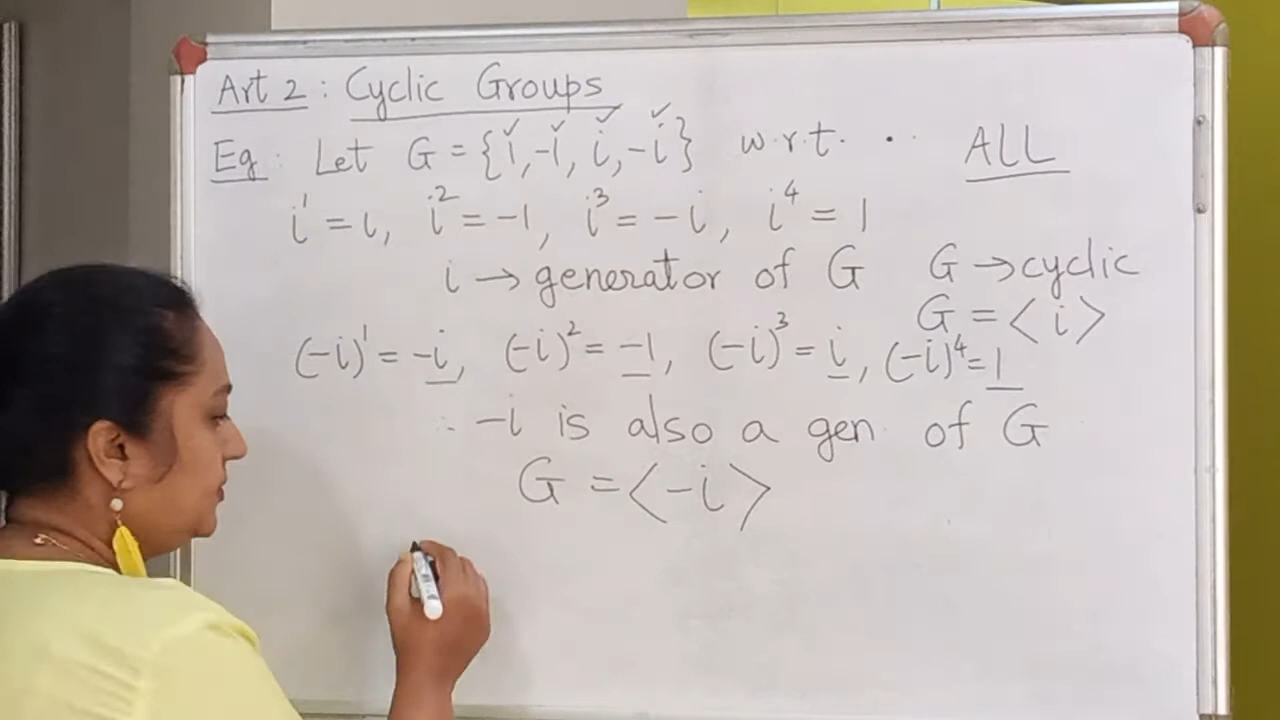 Art 2 : Cyclic Groups
Eg : Let G = {1, -1, i, -i} w.r.t. · ALL
i¹ = i, i² = -1, i³ = -i, i⁴ = 1
i → generator of G G → cyclic
G = < i >
(-i)¹ = -i, (-i)² = -1, (-i)³ = i, (-i)⁴ = 1
∴ -i is also a gen of G
G = < -i >